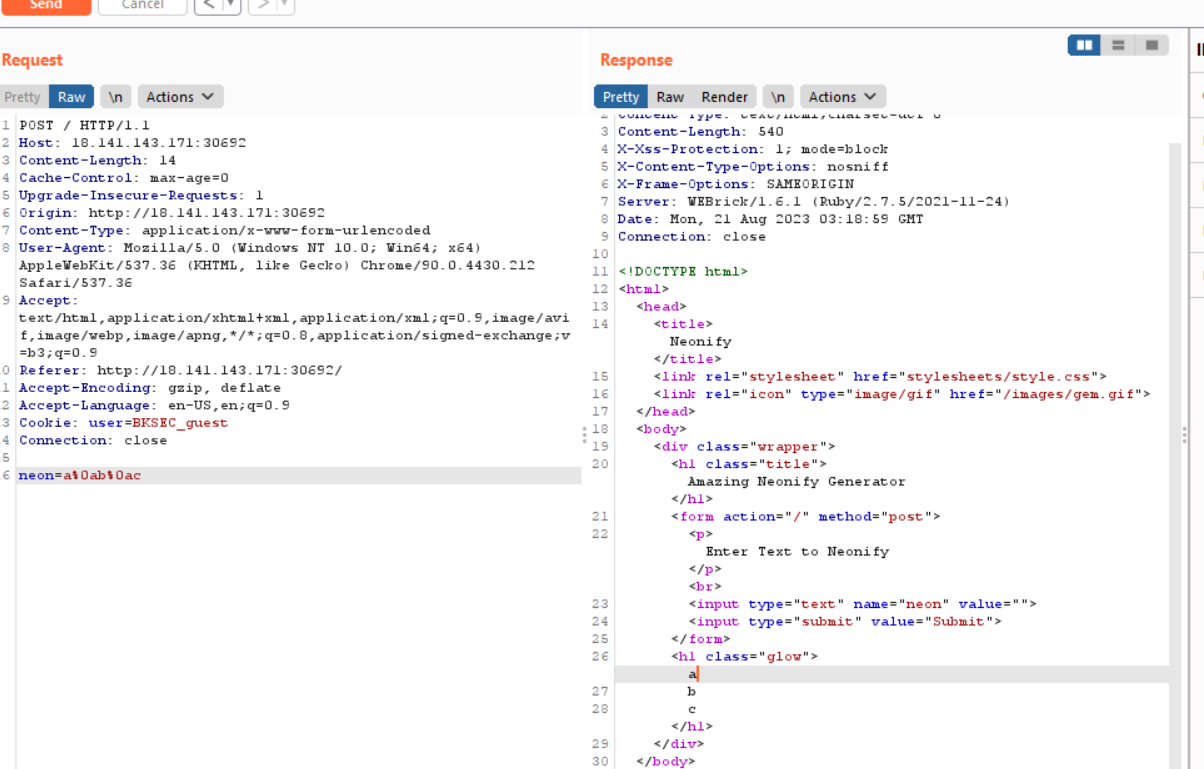 Send Cancel < >
Request
Pretty Raw \n Actions
1 POST / HTTP/1.1
2 Host: 18.141.143.171:30692
3 Content-Length: 14
4 Cache-Control: max-age=0
5 Upgrade-Insecure-Requests: 1
6 Origin: http://18.141.143.171:30692
7 Content-Type: application/x-www-form-urlencoded
8 User-Agent: Mozilla/5.0 (Windows NT 10.0; Win64; x64)
AppleWebKit/537.36 (KHTML, like Gecko) Chrome/90.0.4430.212
Safari/537.36
9 Accept:
text/html,application/xhtml+xml,application/xml;q=0.9,image/avi
f,image/webp,image/apng,*/*;q=0.8,application/signed-exchange;v
=b3;q=0.9
0 Referer: http://18.141.143.171:30692/
1 Accept-Encoding: gzip, deflate
2 Accept-Language: en-US,en;q=0.9
3 Cookie: user=BKSEC_guest
4 Connection: close
5
6 neon=a%0ab%0ac
Response
Pretty Raw Render \n Actions
2 Content-Type: text/html;charset=utf-8
3 Content-Length: 540
4 X-Xss-Protection: 1; mode=block
5 X-Content-Type-Options: nosniff
6 X-Frame-Options: SAMEORIGIN
7 Server: WEBrick/1.6.1 (Ruby/2.7.5/2021-11-24)
8 Date: Mon, 21 Aug 2023 03:18:59 GMT
9 Connection: close
10
11 <!DOCTYPE html>
12 <html>
13 <head>
14 <title>
Neonify
</title>
15 <link rel="stylesheet" href="stylesheets/style.css">
16 <link rel="icon" type="image/gif" href="/images/gem.gif">
17 </head>
18 <body>
19 <div class="wrapper">
20 <h1 class="title">
Amazing Neonify Generator
</h1>
21 <form action="/" method="post">
22 <p>
Enter Text to Neonify
</p>
<br>
23 <input type="text" name="neon" value="">
24 <input type="submit" value="Submit">
25 </form>
26 <h1 class="glow">
a
27 b
28 c
</h1>
29 </div>
30 </body>